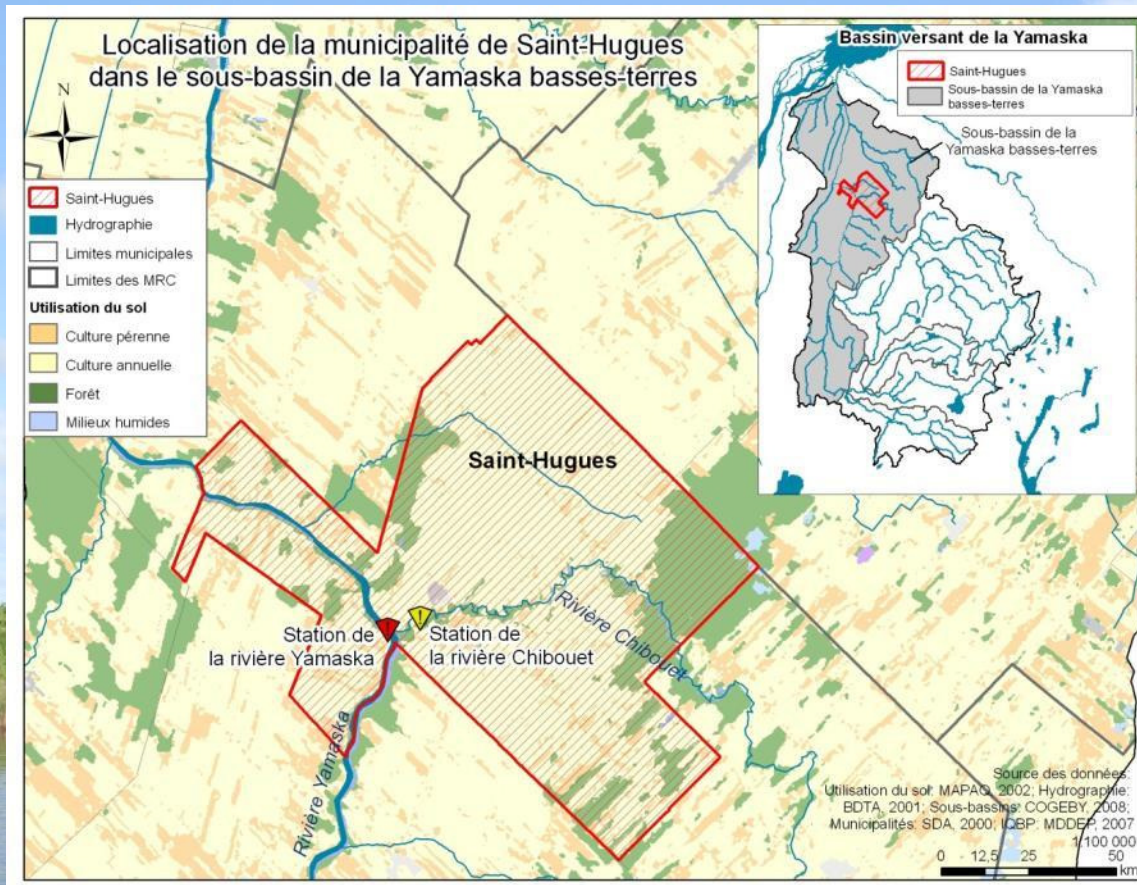 Localisation de la municipalité de Saint-Hugues
dans le sous-bassin de la Yamaska basses-terres
N
Saint-Hugues
Hydrographie
Limites municipales
Limites des MRC
Utilisation du sol
Culture pérenne
Culture annuelle
Forêt
Milieux humides
Bassin versant de la Yamaska
Saint-Hugues
Sous-bassin de la Yamaska
basses-terres
Sous-bassin de la
Yamaska basses-terres
Saint-Hugues
Rivière Chibouet
!
!
Station de
la rivière Yamaska
Station de
la rivière Chibouet
Rivière Yamaska
Source des données:
Utilisation du sol: MAPAQ, 2002; Hydrographie:
BDTA, 2001; Sous-bassins: COGEBY, 2008;
Municipalités: SDA, 2000; IQBP: MDDEP, 2007
1:100 000
0 12,5 25 50
km